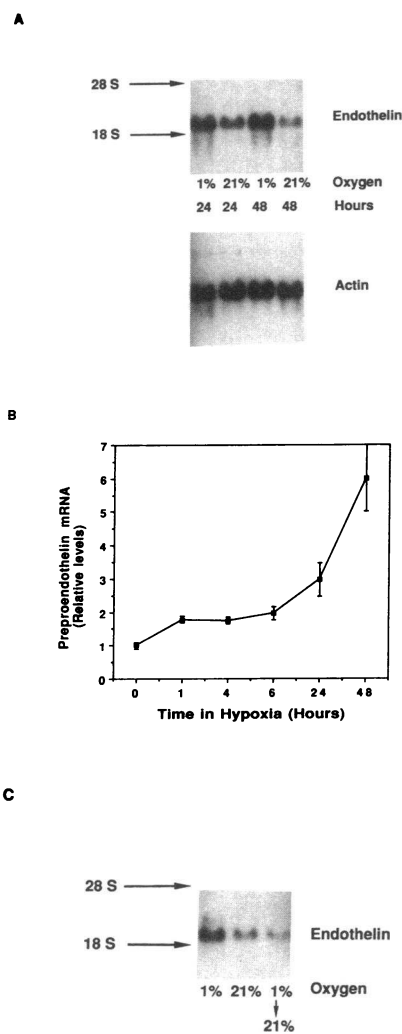 A
28 S
Endothelin
18 S
1% 21% 1% 21% Oxygen
24 24 48 48 Hours
Actin
B
Preproendothelin mRNA
(Relative levels)
7
6
5
4
3
2
1
0
0 1 4 6 24 48
Time in Hypoxia (Hours)
C
28 S
Endothelin
18 S
1% 21% 1% Oxygen
21%